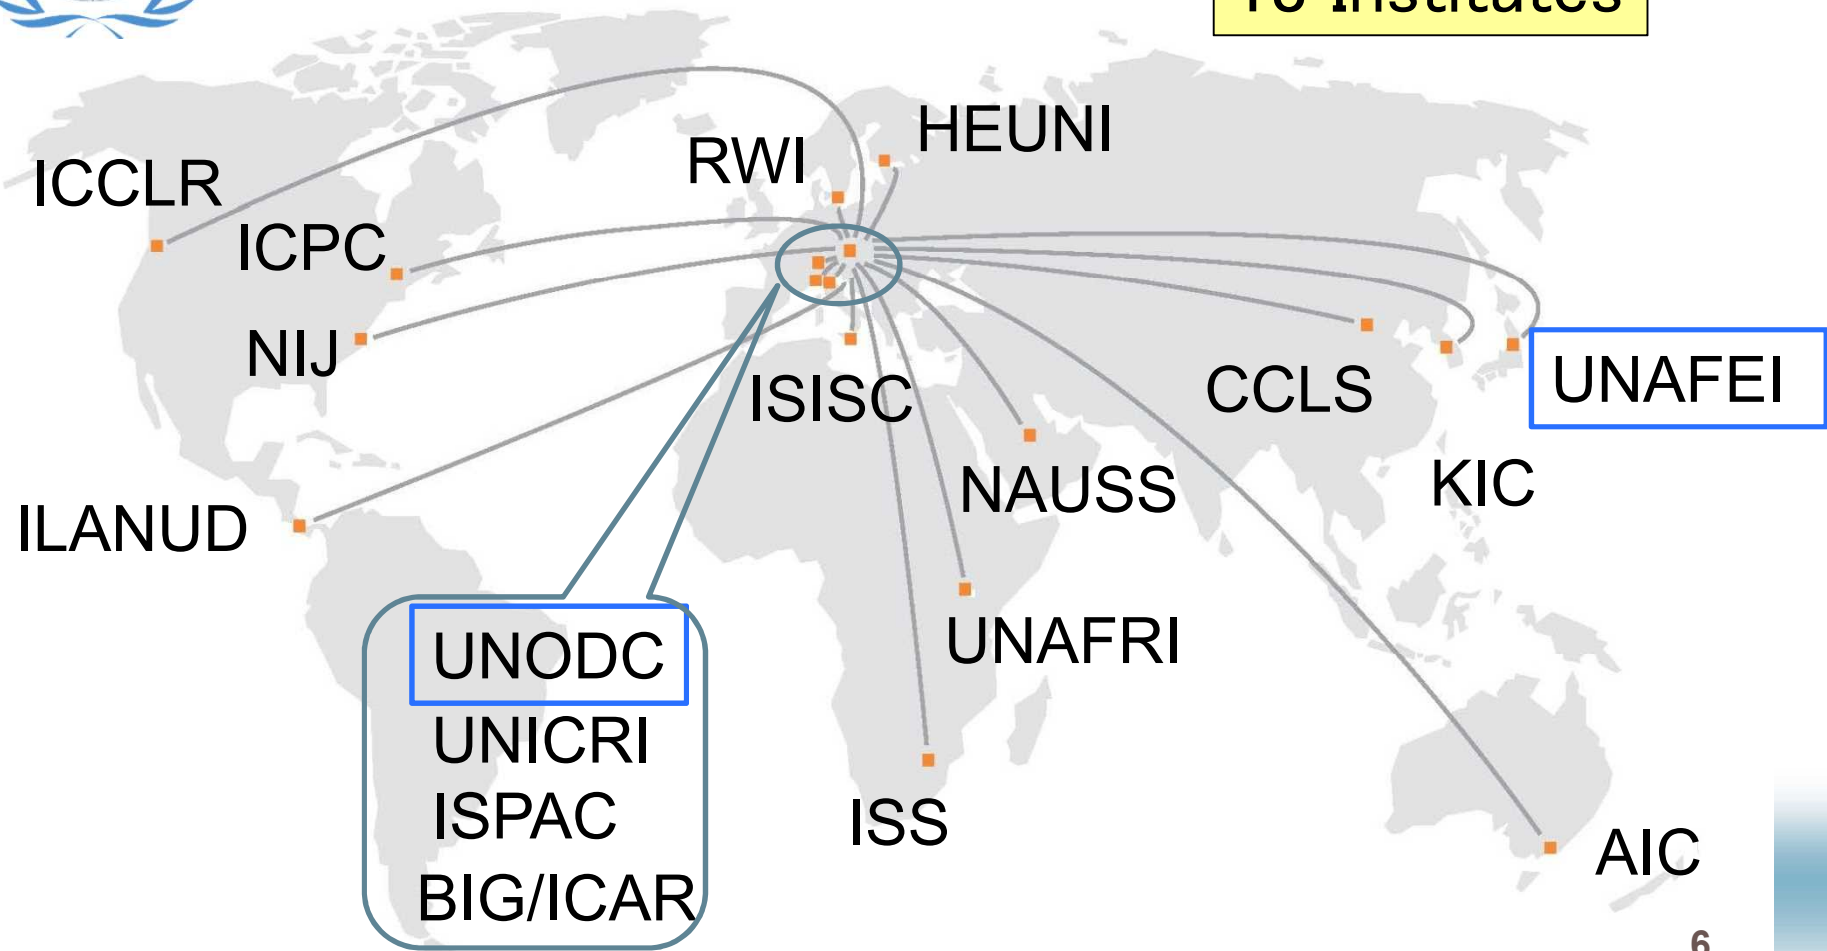 Institutes
HEUNI
RWI
ICCLR
ICPC
NIJ
UNAFEI
CCLS
ISISC
KIC
NAUSS
ILANUD
UNAFRI
UNODC
UNICRI
ISPAC
BIG/ICAR
ISS
AIC
6